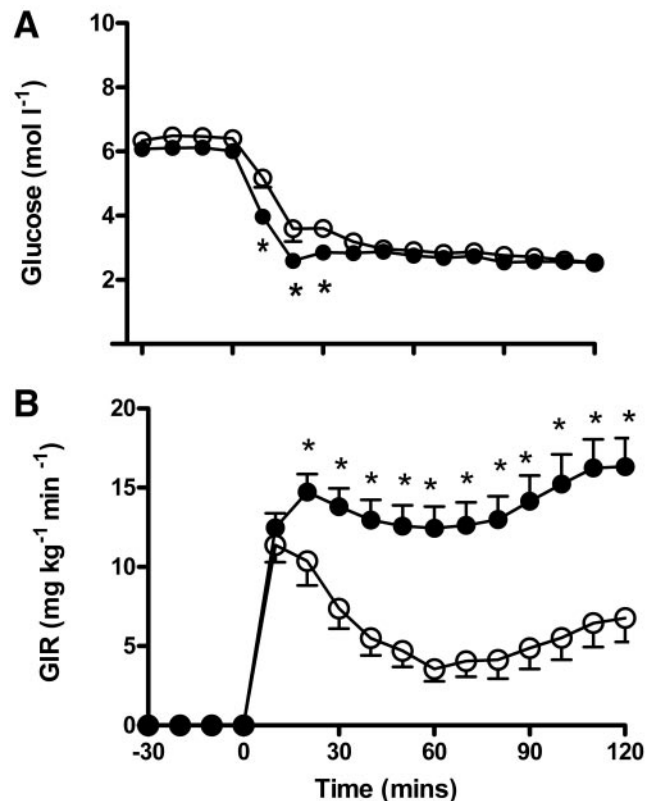 A
Glucose (mol l⁻¹)
10
8
6
4
2
*
* *
B
GIR (mg kg⁻¹ min ⁻¹)
20
15
10
5
0
* * * * * * * * * * *
-30 0 30 60 90 120
Time (mins)